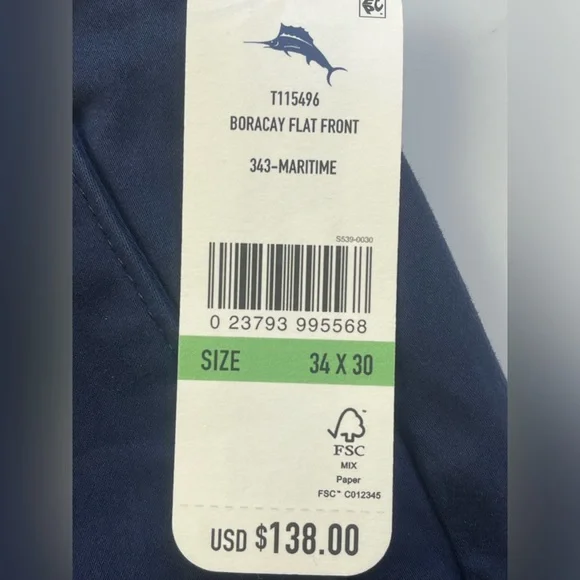 T115496
BORACAY FLAT FRONT
343-MARITIME
S539-0030
0 23793 995568
SIZE 34 X 30
FSC
MIX
Paper
FSC™ C012345
USD $138.00